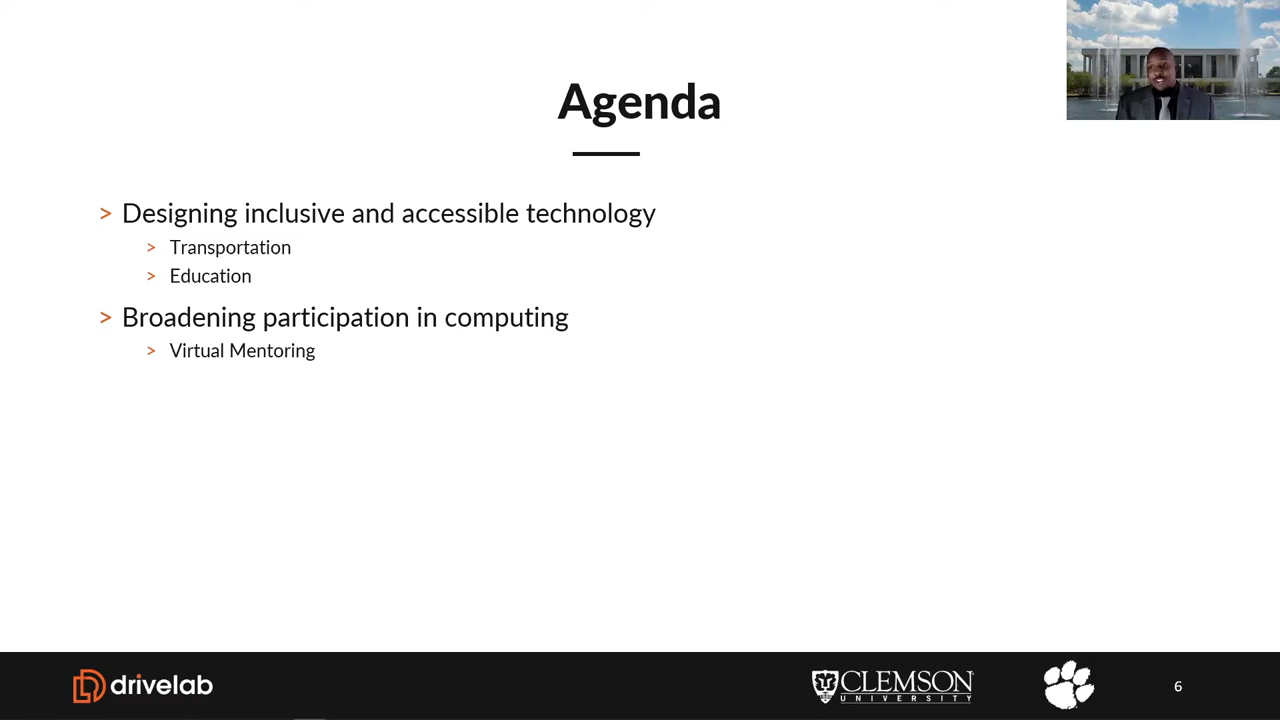 Agenda
> Designing inclusive and accessible technology
> Transportation
> Education
> Broadening participation in computing
> Virtual Mentoring
drivelab
CLEMSON
UNIVERSITY
6